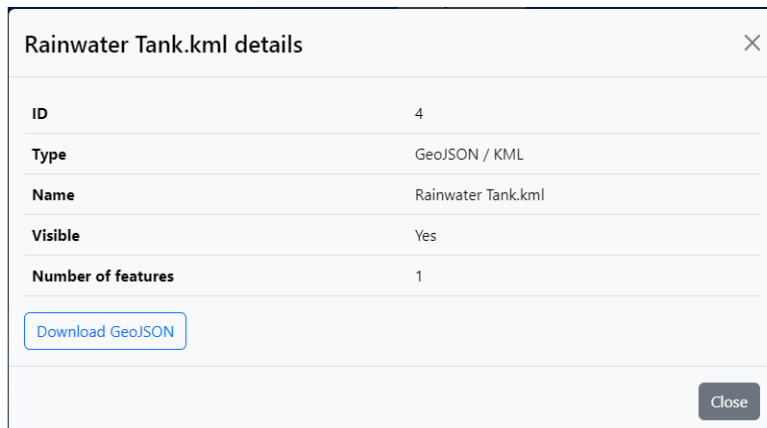 Rainwater Tank.kml details
ID 4
Type GeoJSON / KML
Name Rainwater Tank.kml
Visible Yes
Number of features 1
Download GeoJSON
Close